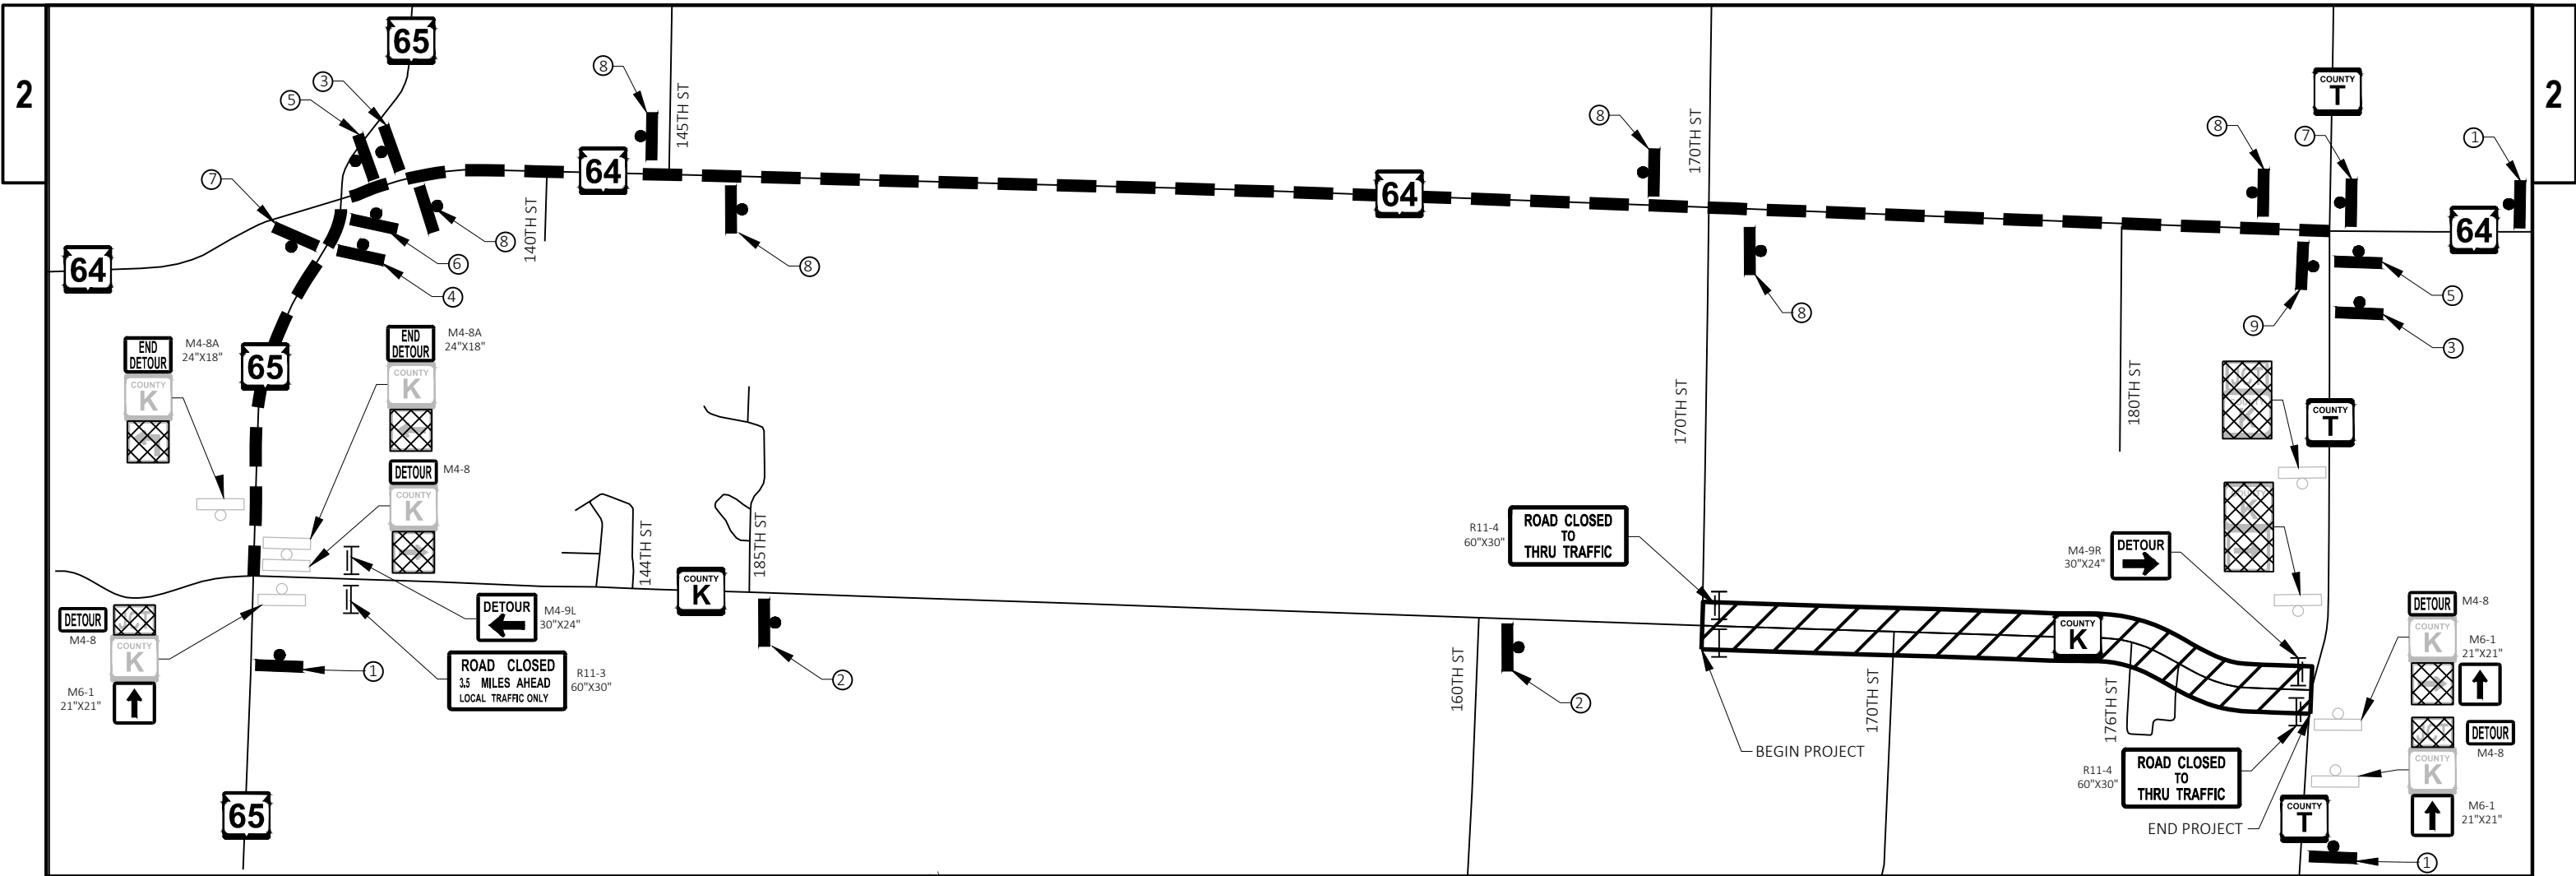 2
65
3
5
8
145TH ST
64
7
140TH ST
8
6
4
8
64
8
64
170TH ST
8
8
7
1
COUNTY
T
64
9
5
3
2
180TH ST
8
END
DETOUR
COUNTY
K
M4-8A
24"X18"
65
END
DETOUR
COUNTY
K
M4-8A
24"X18"
DETOUR
COUNTY
K
M4-8
144TH ST
185TH ST
COUNTY
K
DETOUR
M4-9L
30"X24"
ROAD CLOSED
3.5 MILES AHEAD
LOCAL TRAFFIC ONLY
R11-3
60"X30"
DETOUR
M4-8
COUNTY
K
M6-1
21"X21"
1
65
2
160TH ST
2
170TH ST
R11-4
60"X30"
ROAD CLOSED
TO
THRU TRAFFIC
BEGIN PROJECT
170TH ST
COUNTY
K
176TH ST
M4-9R
30"X24"
DETOUR
COUNTY
T
R11-4
60"X30"
ROAD CLOSED
TO
THRU TRAFFIC
END PROJECT
COUNTY
T
DETOUR
M4-8
COUNTY
K
M6-1
21"X21"
DETOUR
M4-8
COUNTY
K
M6-1
21"X21"
1